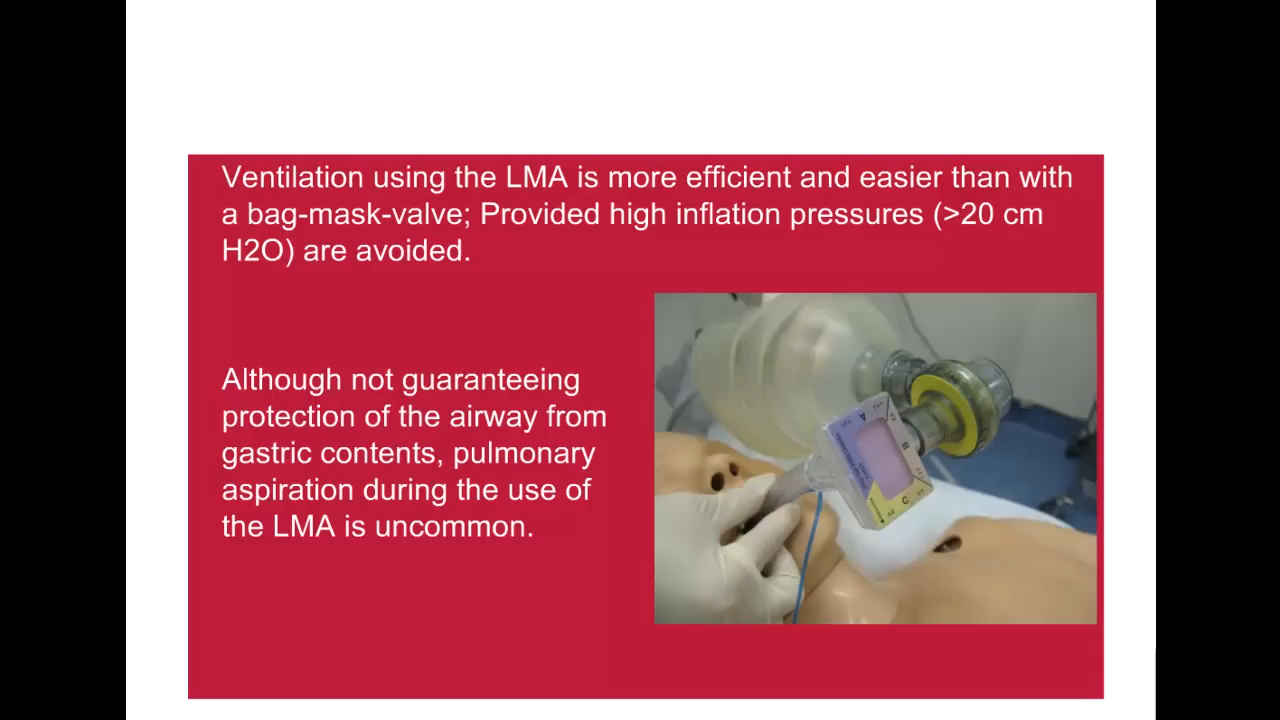 Ventilation using the LMA is more efficient and easier than with
a bag-mask-valve; Provided high inflation pressures (>20 cm
H2O) are avoided.
Although not guaranteeing
protection of the airway from
gastric contents, pulmonary
aspiration during the use of
the LMA is uncommon.
A
B
C